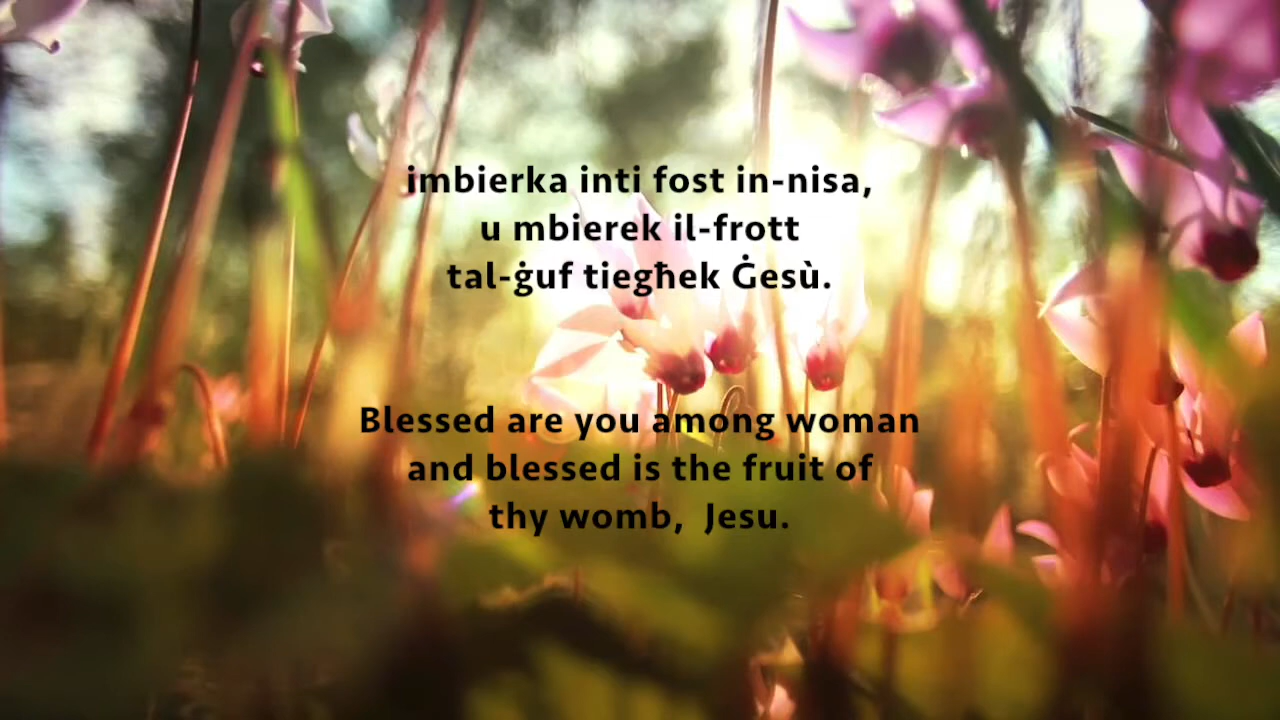 imbierka inti fost in-nisa,
u mbierek il-frott
tal-ġuf tiegħek Ġesù.
Blessed are you among woman
and blessed is the fruit of
thy womb, Jesu.